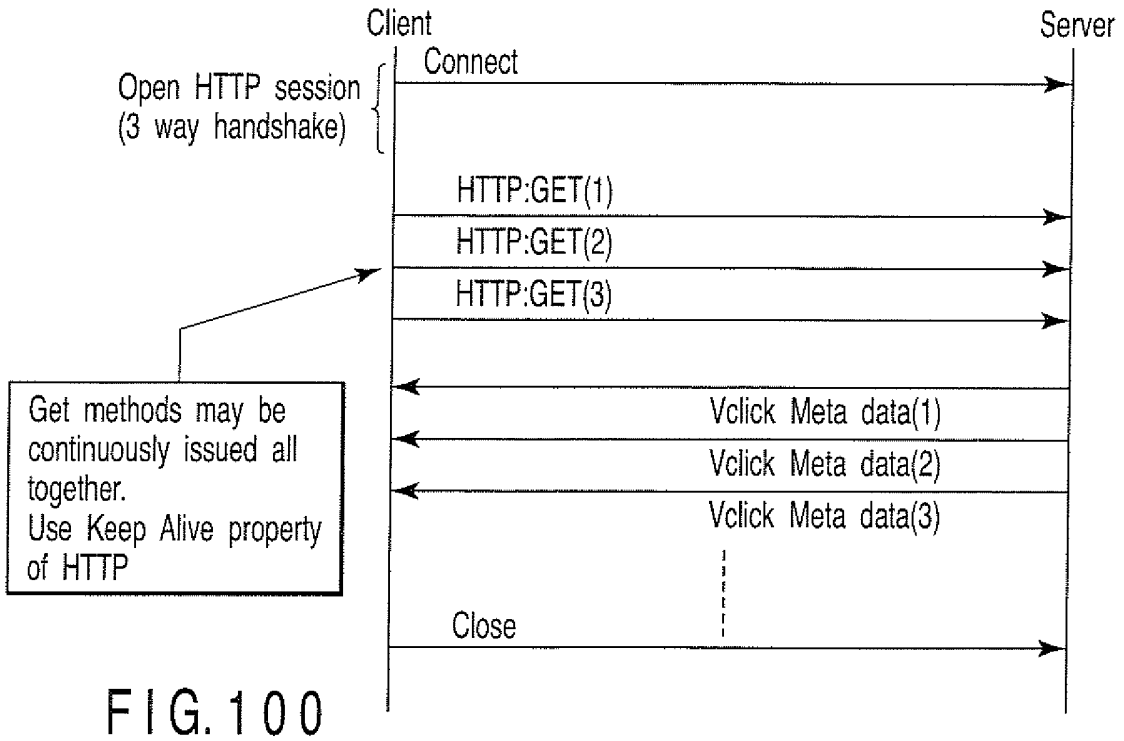 Client
Server
Connect
Open HTTP session
(3 way handshake)
HTTP:GET(1)
HTTP:GET(2)
HTTP:GET(3)
Get methods may be
continuously issued all
together.
Use Keep Alive property
of HTTP
Vclick Meta data(1)
Vclick Meta data(2)
Vclick Meta data(3)
Close
FIG. 100